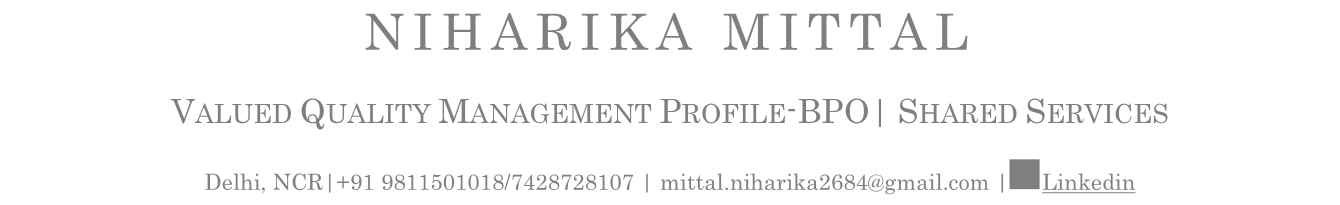 NIHARIKA MITTAL
VALUED QUALITY MANAGEMENT PROFILE-BPO| SHARED SERVICES
Delhi, NCR|+91 9811501018/7428728107 | mittal.niharika2684@gmail.com | Linkedin